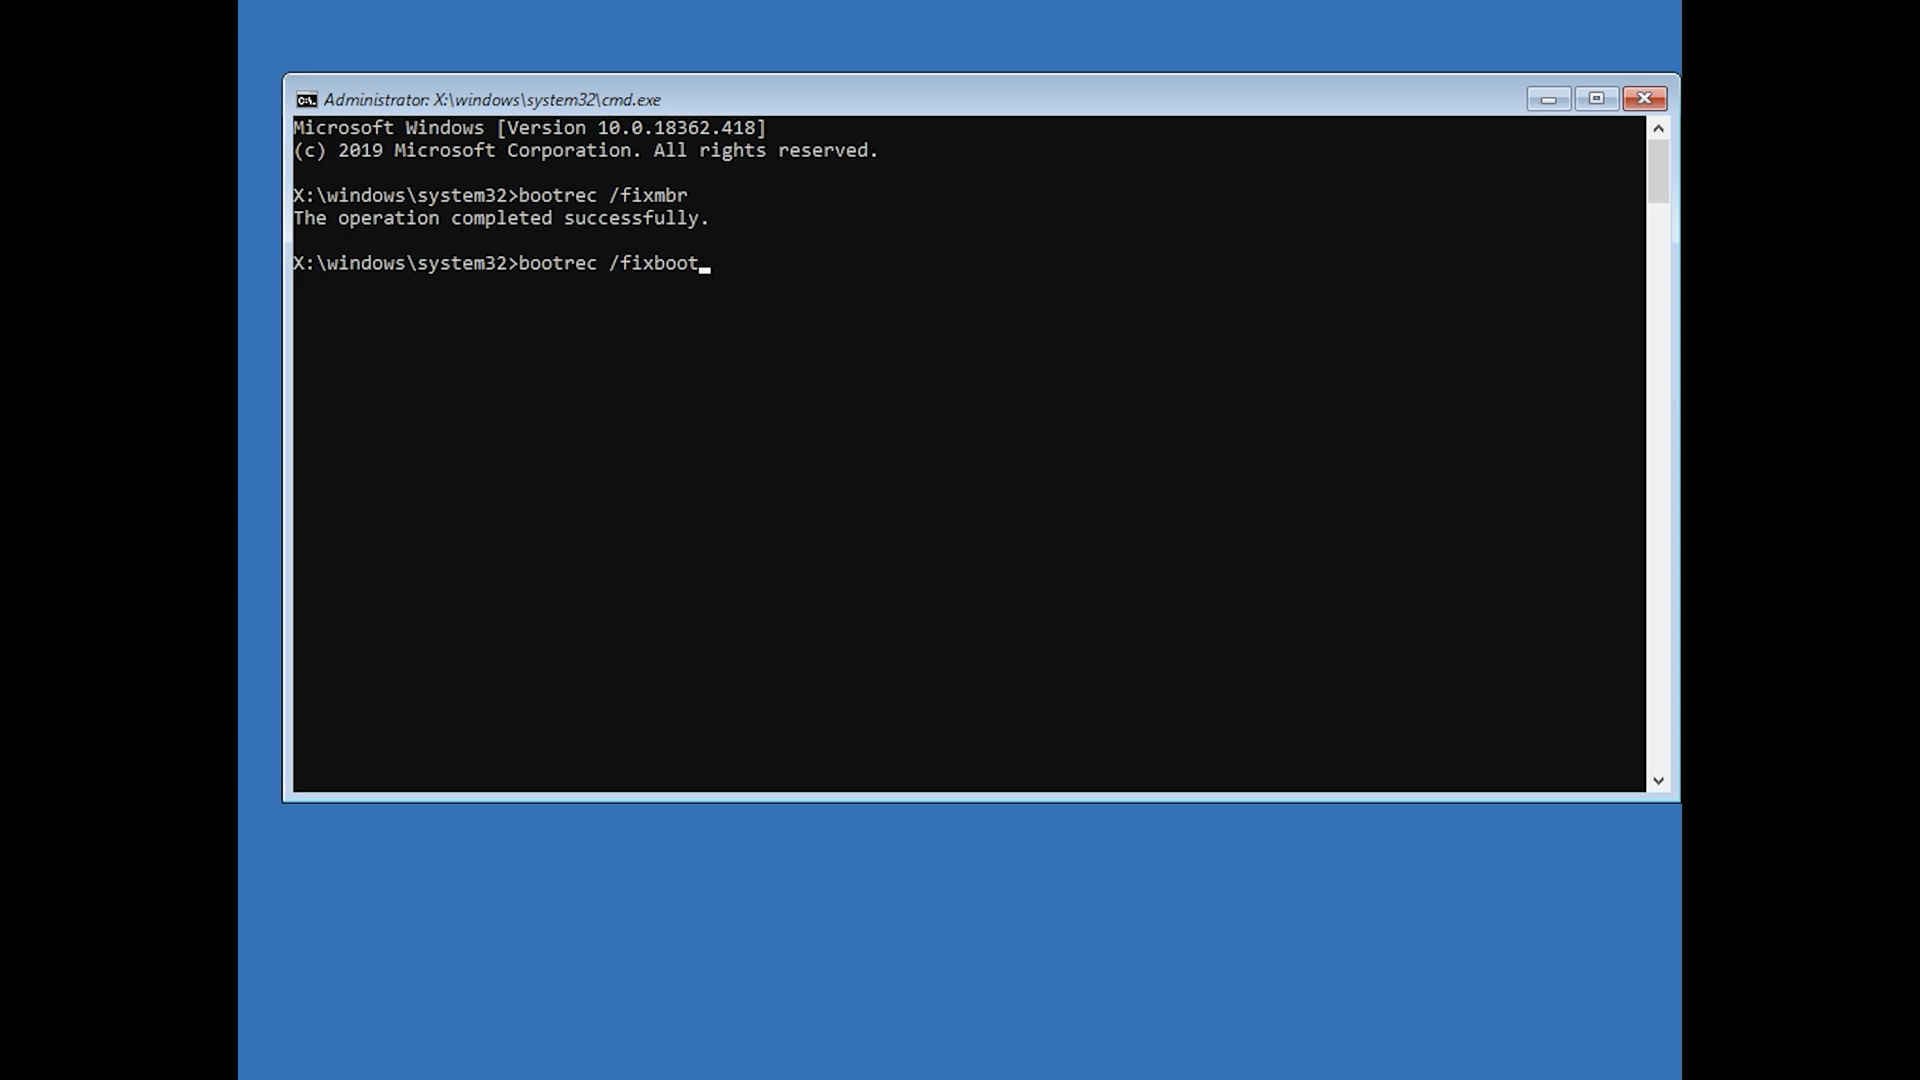 Administrator: X:\windows\system32\cmd.exe
Microsoft Windows [Version 10.0.18362.418]
(c) 2019 Microsoft Corporation. All rights reserved.
X:\windows\system32>bootrec /fixmbr
The operation completed successfully.
X:\windows\system32>bootrec /fixboot